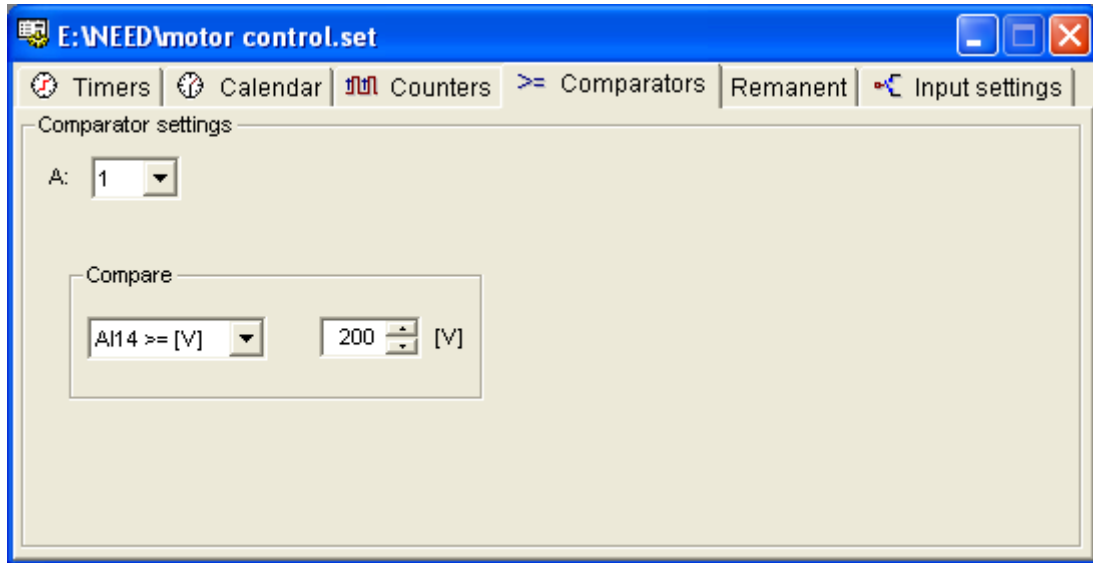 E:\NEED\motor control.set
Timers Calendar Counters >= Comparators Remanent Input settings
Comparator settings
A: 1
Compare
AI14 >= [V] 200 [V]